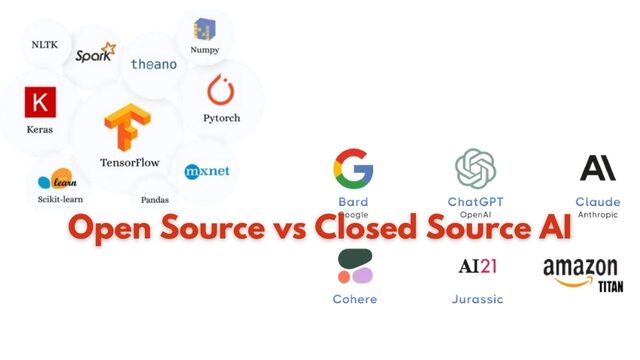 NLTK
Spark
theano
Numpy
K
Keras
TensorFlow
Pytorch
learn
Scikit-learn
Pandas
mxnet
G
Bard
Google
ChatGPT
OpenAI
A\
Claude
Anthropic
Open Source vs Closed Source AI
Cohere
AI21
Jurassic
amazon
TITAN